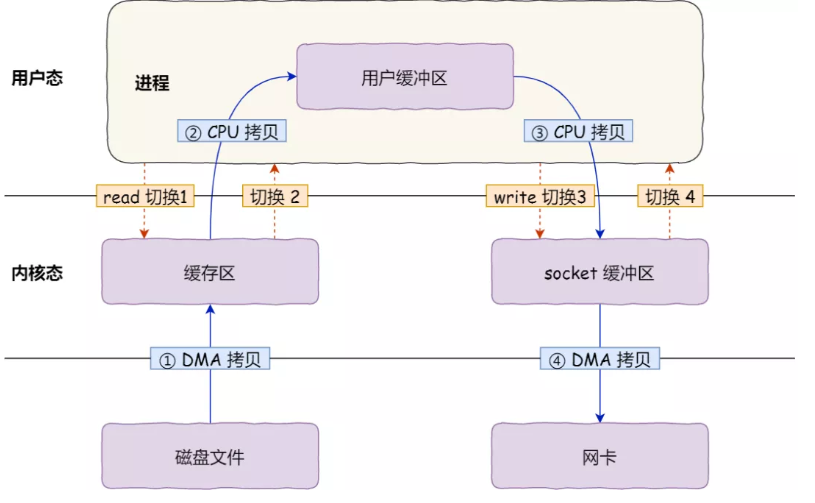 用户态
进程
用户缓冲区
② CPU 拷贝
③ CPU 拷贝
read 切换1
切换 2
write 切换3
切换 4
内核态
缓存区
socket 缓冲区
① DMA 拷贝
④ DMA 拷贝
磁盘文件
网卡